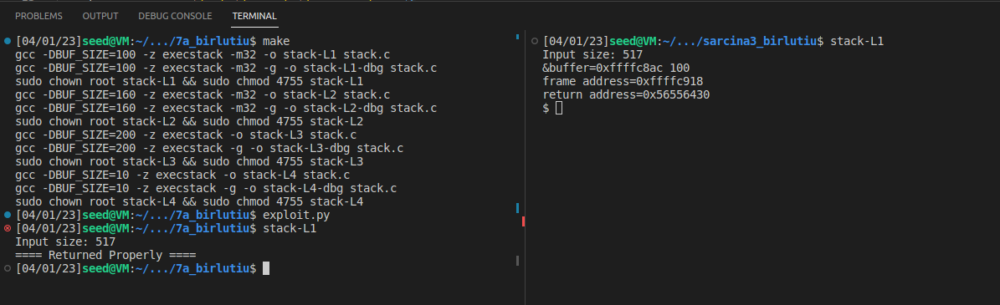 PROBLEMS OUTPUT DEBUG CONSOLE TERMINAL
[04/01/23]seed@VM:~/.../7a_birlutiu$ make
gcc -DBUF_SIZE=100 -z execstack -m32 -o stack-L1 stack.c
gcc -DBUF_SIZE=100 -z execstack -m32 -g -o stack-L1-dbg stack.c
sudo chown root stack-L1 && sudo chmod 4755 stack-L1
gcc -DBUF_SIZE=160 -z execstack -m32 -o stack-L2 stack.c
gcc -DBUF_SIZE=160 -z execstack -m32 -g -o stack-L2-dbg stack.c
sudo chown root stack-L2 && sudo chmod 4755 stack-L2
gcc -DBUF_SIZE=200 -z execstack -o stack-L3 stack.c
gcc -DBUF_SIZE=200 -z execstack -g -o stack-L3-dbg stack.c
sudo chown root stack-L3 && sudo chmod 4755 stack-L3
gcc -DBUF_SIZE=10 -z execstack -o stack-L4 stack.c
gcc -DBUF_SIZE=10 -z execstack -g -o stack-L4-dbg stack.c
sudo chown root stack-L4 && sudo chmod 4755 stack-L4
[04/01/23]seed@VM:~/.../7a_birlutiu$ exploit.py
[04/01/23]seed@VM:~/.../7a_birlutiu$ stack-L1
Input size: 517
==== Returned Properly ====
[04/01/23]seed@VM:~/.../7a_birlutiu$
[04/01/23]seed@VM:~/.../sarcina3_birlutiu$ stack-L1
Input size: 517
&buffer=0xffffc8ac 100
frame address=0xffffc918
return address=0x56556430
$